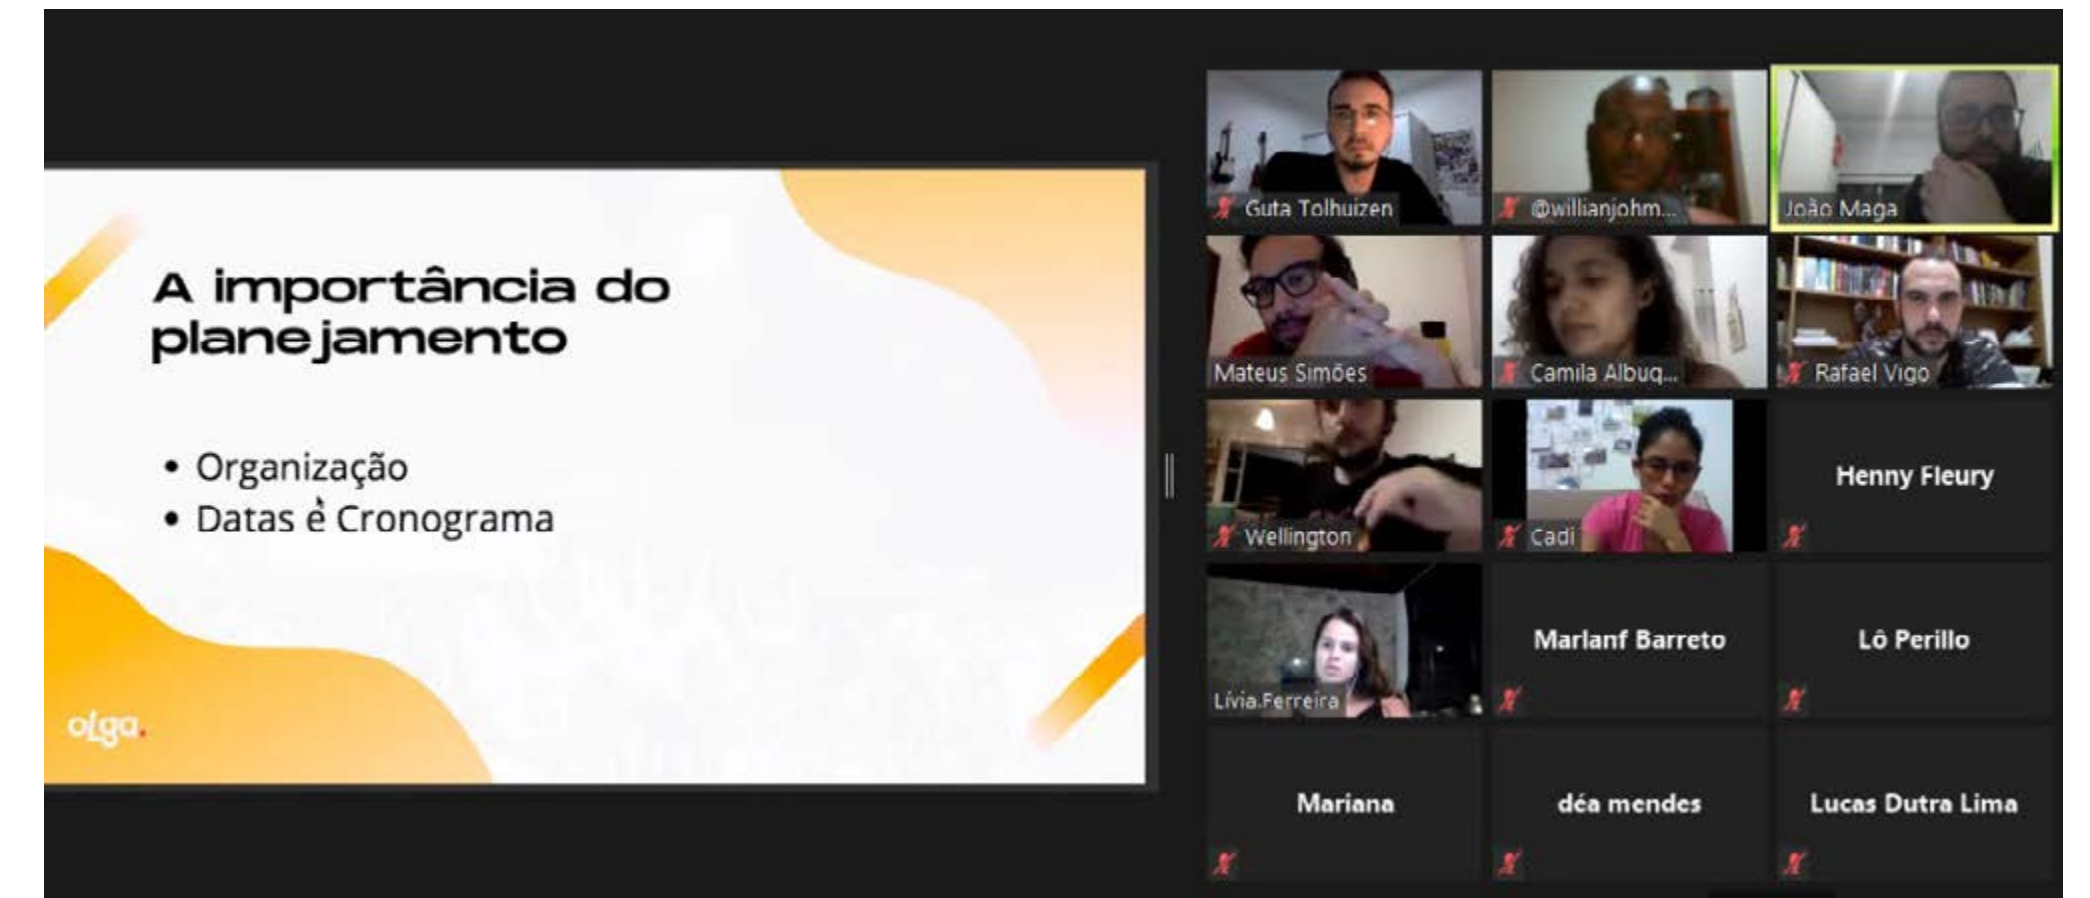 A importância do
planejamento
• Organização
• Datas e Cronograma
olga.
Guta Tolhuizen
@willianjohm...
João Maga
Mateus Simões
Camila Albuq...
Rafael Vigo
Wellington
Cadi
Henny Fleury
Lívia.Ferreira
Marlanf Barreto
Lô Perillo
Mariana
déa mendes
Lucas Dutra Lima